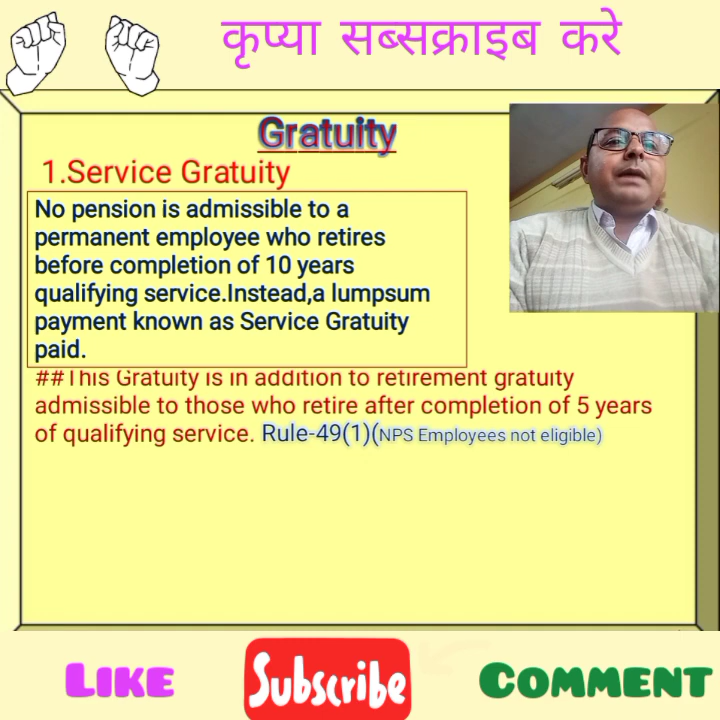 कृप्या सब्सक्राइब करे
Gratuity
1.Service Gratuity
No pension is admissible to a
permanent employee who retires
before completion of 10 years
qualifying service.Instead,a lumpsum
payment known as Service Gratuity
paid.
##This Gratuity is in addition to retirement gratuity
admissible to those who retire after completion of 5 years
of qualifying service. Rule-49(1)(NPS Employees not eligible)
LIKE Subscribe COMMENT